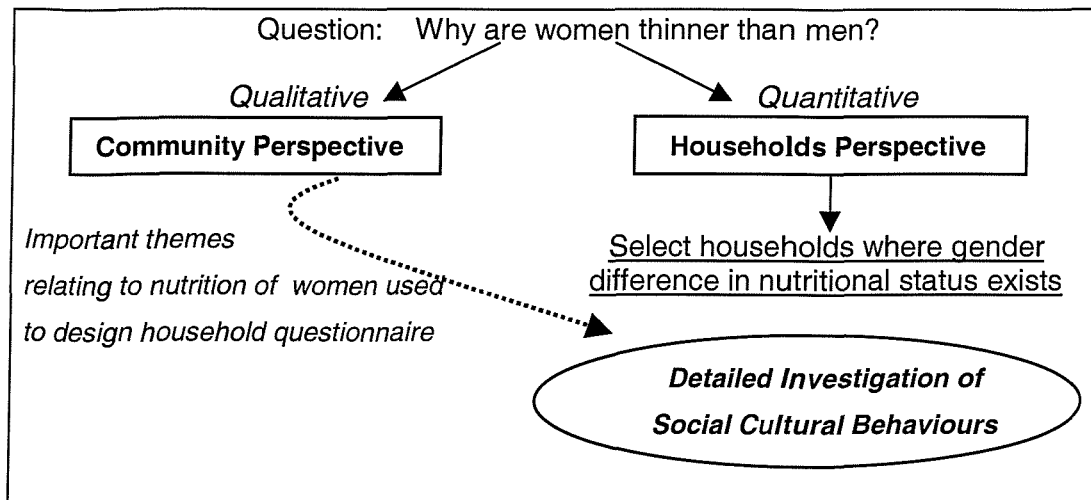 Question: Why are women thinner than men?
Qualitative
Quantitative
Community Perspective
Households Perspective
Important themes
relating to nutrition of women used
to design household questionnaire
Select households where gender
difference in nutritional status exists
Detailed Investigation of
Social Cultural Behaviours